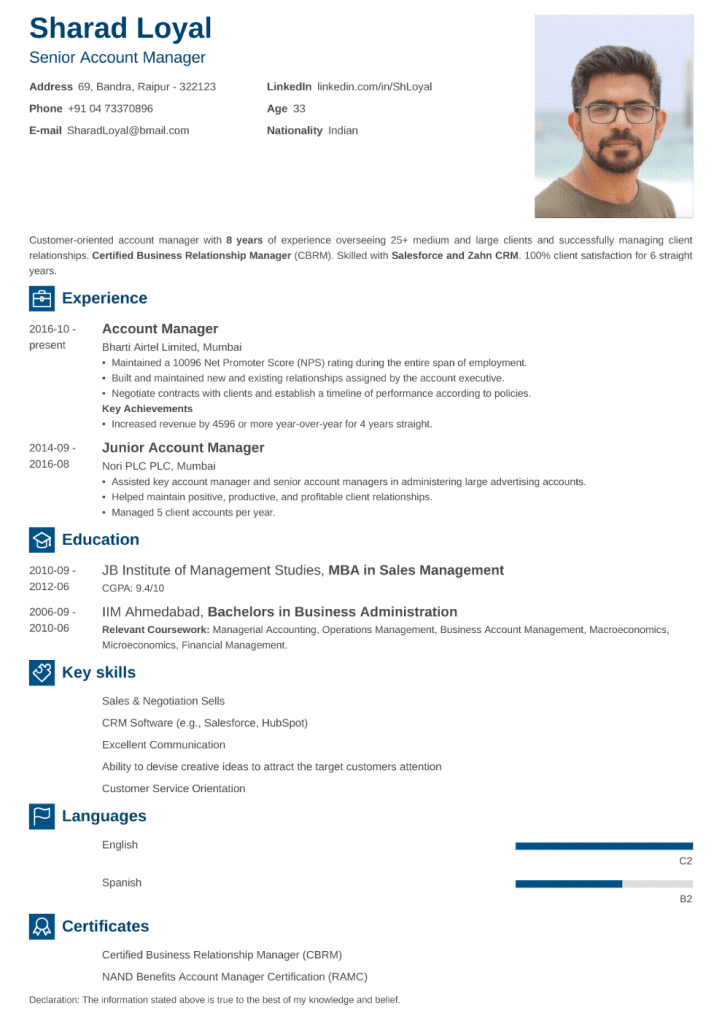 Sharad Loyal
Senior Account Manager
Address 69, Bandra, Raipur - 322123
LinkedIn linkedin.com/in/ShLoyal
Phone +91 04 73370896
Age 33
E-mail SharadLoyal@bmail.com
Nationality Indian
Customer-oriented account manager with 8 years of experience overseeing 25+ medium and large clients and successfully managing client
relationships. Certified Business Relationship Manager (CBRM). Skilled with Salesforce and Zahn CRM. 100% client satisfaction for 6 straight
years.
Experience
2016-10 -
present
Account Manager
Bharti Airtel Limited, Mumbai
• Maintained a 10096 Net Promoter Score (NPS) rating during the entire span of employment.
• Built and maintained new and existing relationships assigned by the account executive.
• Negotiate contracts with clients and establish a timeline of performance according to policies.
Key Achievements
• Increased revenue by 4596 or more year-over-year for 4 years straight.
2014-09 -
2016-08
Junior Account Manager
Nori PLC PLC, Mumbai
• Assisted key account manager and senior account managers in administering large advertising accounts.
• Helped maintain positive, productive, and profitable client relationships.
• Managed 5 client accounts per year.
Education
2010-09 -
2012-06
JB Institute of Management Studies, MBA in Sales Management
CGPA: 9.4/10
2006-09 -
2010-06
IIM Ahmedabad, Bachelors in Business Administration
Relevant Coursework: Managerial Accounting, Operations Management, Business Account Management, Macroeconomics,
Microeconomics, Financial Management.
Key skills
Sales & Negotiation Sells
CRM Software (e.g., Salesforce, HubSpot)
Excellent Communication
Ability to devise creative ideas to attract the target customers attention
Customer Service Orientation
Languages
English
C2
Spanish
B2
Certificates
Certified Business Relationship Manager (CBRM)
NAND Benefits Account Manager Certification (RAMC)
Declaration: The information stated above is true to the best of my knowledge and belief.